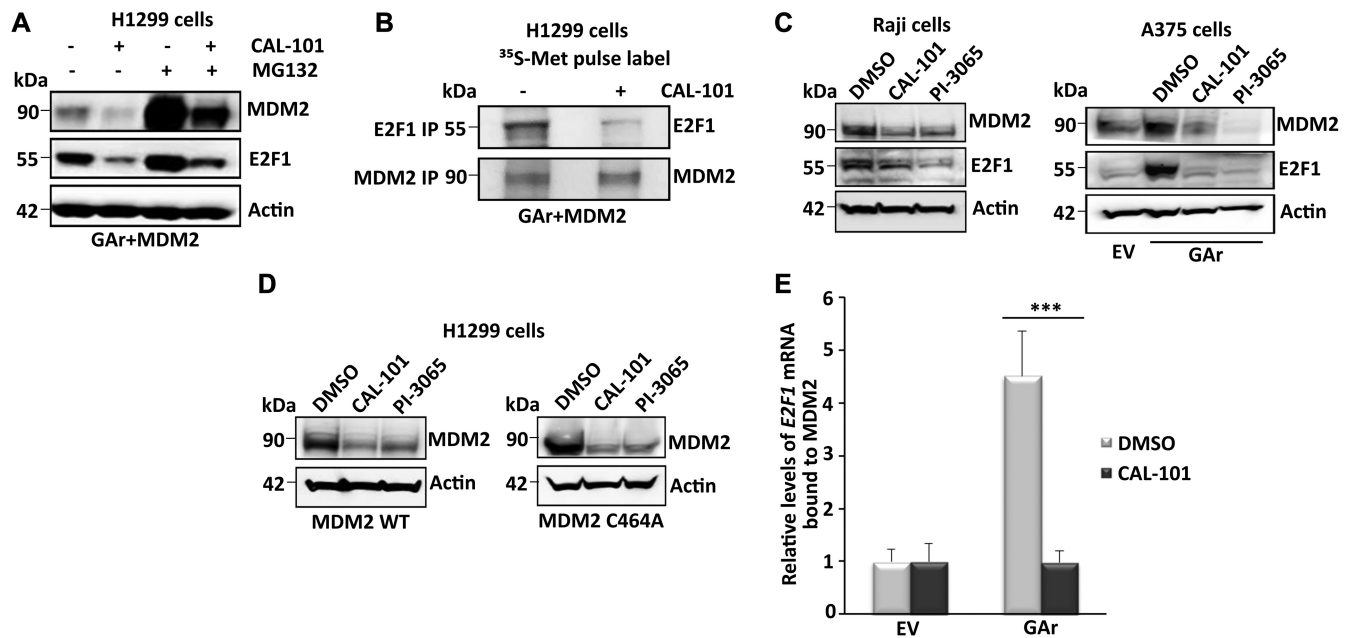 A
H1299 cells
- + - + CAL-101
- - + + MG132
kDa
90 MDM2
55 E2F1
42 Actin
GAr+MDM2
B
H1299 cells
³⁵S-Met pulse label
kDa - + CAL-101
E2F1 IP 55 E2F1
MDM2 IP 90 MDM2
GAr+MDM2
C
Raji cells
DMSO CAL-101 PI-3065
kDa
90 MDM2
55 E2F1
42 Actin
A375 cells
DMSO CAL-101 PI-3065
kDa
90 MDM2
55 E2F1
42 Actin
EV GAr
D
H1299 cells
DMSO CAL-101 PI-3065
kDa
90 MDM2
42 Actin
MDM2 WT
DMSO CAL-101 PI-3065
kDa
90 MDM2
42 Actin
MDM2 C464A
E
Relative levels of E2F1 mRNA
bound to MDM2
6
5
4
3
2
1
0
***
EV GAr
DMSO
CAL-101